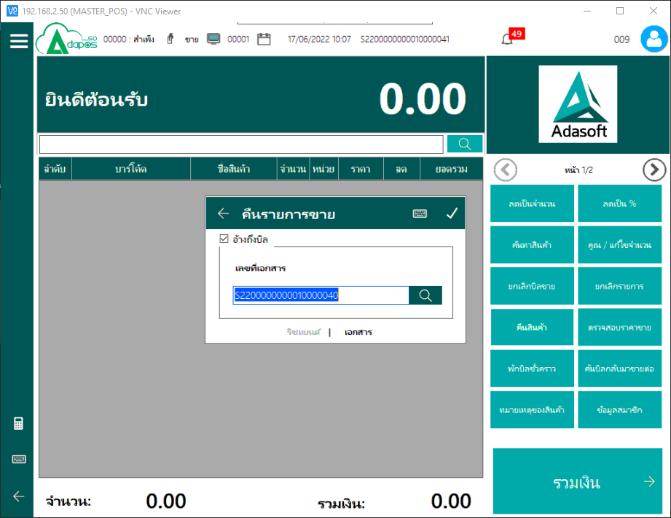 192.168.2.50 (MASTER_POS) - VNC Viewer
Adapos 5.0 00000 : สำเพ็ง ขาย 00001 17/06/2022 10:07 S2200000000010000041 49 009
ยินดีต้อนรับ 0.00
Adasoft
ลำดับ บาร์โค้ด ชื่อสินค้า จำนวน หน่วย ราคา ลด ยอดรวม
หน้า 1/2
ลดเป็นจำนวน ลดเป็น %
ค้นหาสินค้า คูณ / แก้ไขจำนวน
ยกเลิกบิลขาย ยกเลิกรายการ
คืนสินค้า ตรวจสอบราคาขาย
พักบิลชั่วคราว ค้นบิลกลับมาขายต่อ
หมายเหตุของสินค้า ข้อมูลสมาชิก
คืนรายการขาย
อ้างถึงบิล
เลขที่เอกสาร
S2200000000010000040
รีซัมเบนส์ | เอกสาร
จำนวน: 0.00 รวมเงิน: 0.00
รวมเงิน